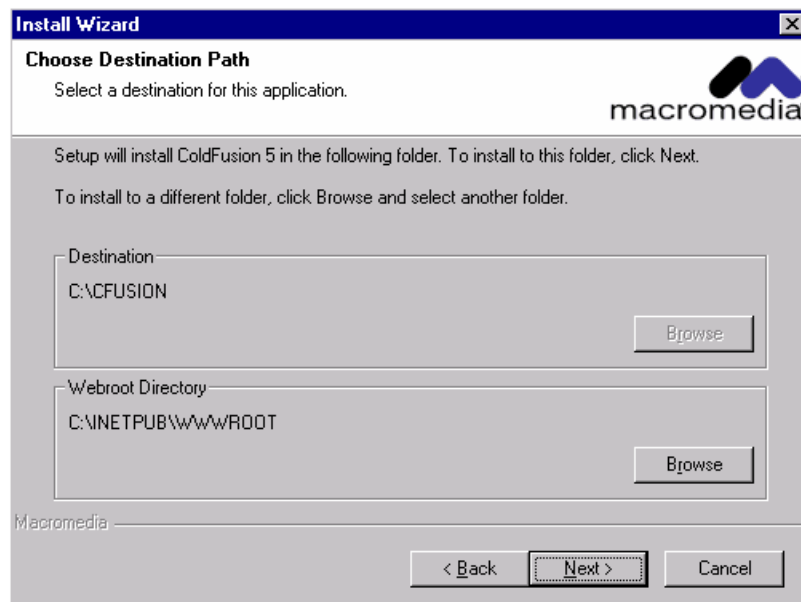 Install Wizard
Choose Destination Path
Select a destination for this application.
macromedia
Setup will install ColdFusion 5 in the following folder. To install to this folder, click Next.
To install to a different folder, click Browse and select another folder.
Destination
C:\CFUSION
Browse
Webroot Directory
C:\INETPUB\WWWROOT
Browse
Macromedia
< Back Next > Cancel